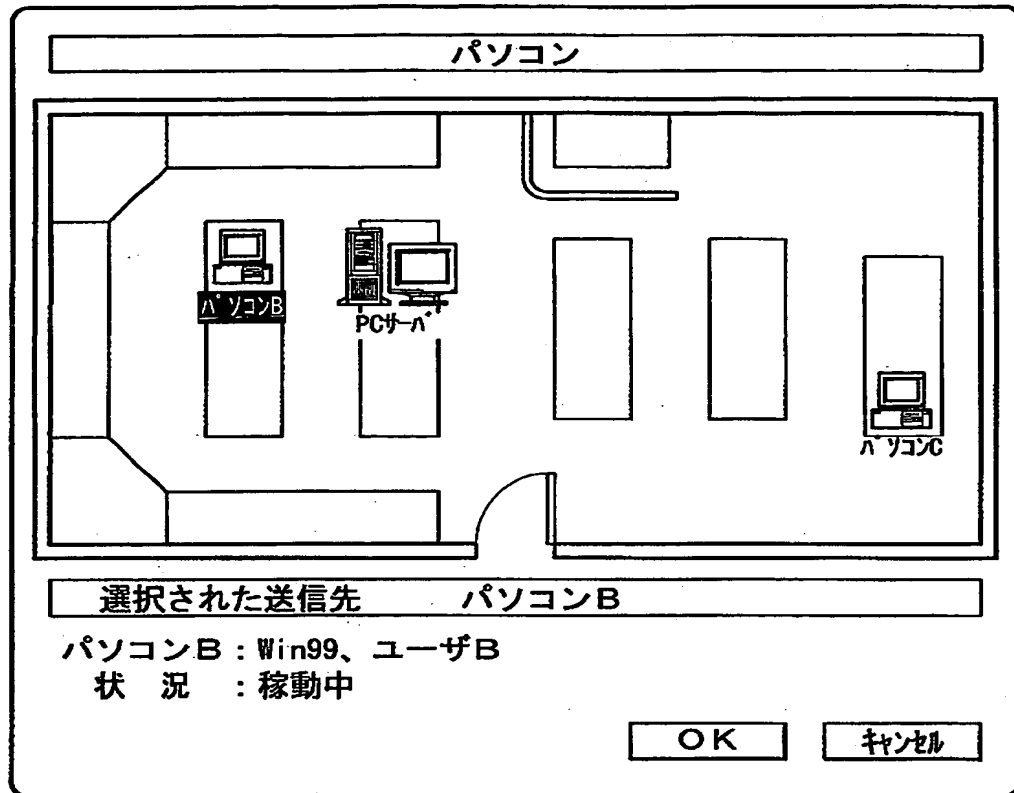 パソコン
パソコンB
PCサーバ
パソコンC
選択された送信先 パソコンB
パソコンB：Win99、ユーザB
状 況 ：稼動中
OK キャンセル